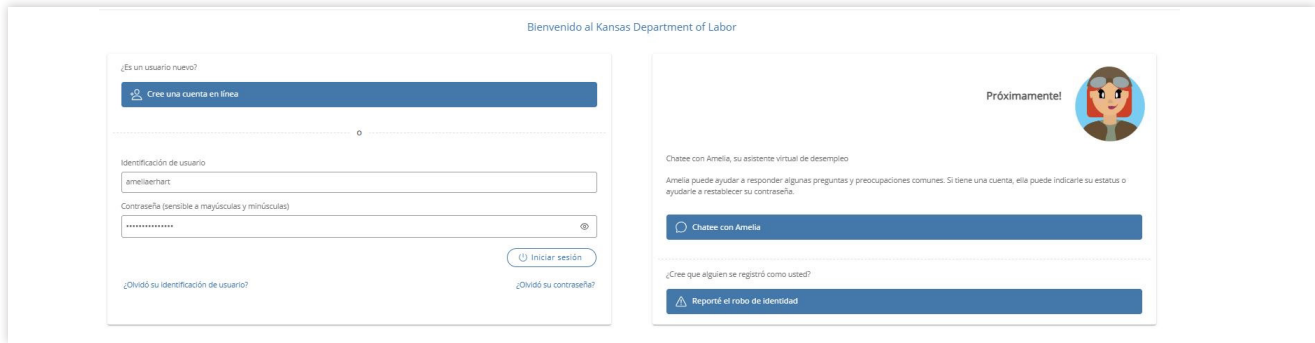 Bienvenido al Kansas Department of Labor
¿Es un usuario nuevo?
Cree una cuenta en línea
o
Identificación de usuario
ameliaerhart
Contraseña (sensible a mayúsculas y minúsculas)
•••••••••••••••
Iniciar sesión
¿Olvidó su identificación de usuario?
¿Olvidó su contraseña?
Próximamente!
Chatee con Amelia, su asistente virtual de desempleo
Amelia puede ayudar a responder algunas preguntas y preocupaciones comunes. Si tiene una cuenta, ella puede indicarle su estatus o
ayudarle a restablecer su contraseña.
Chatee con Amelia
¿Cree que alguien se registró como usted?
Reporté el robo de identidad